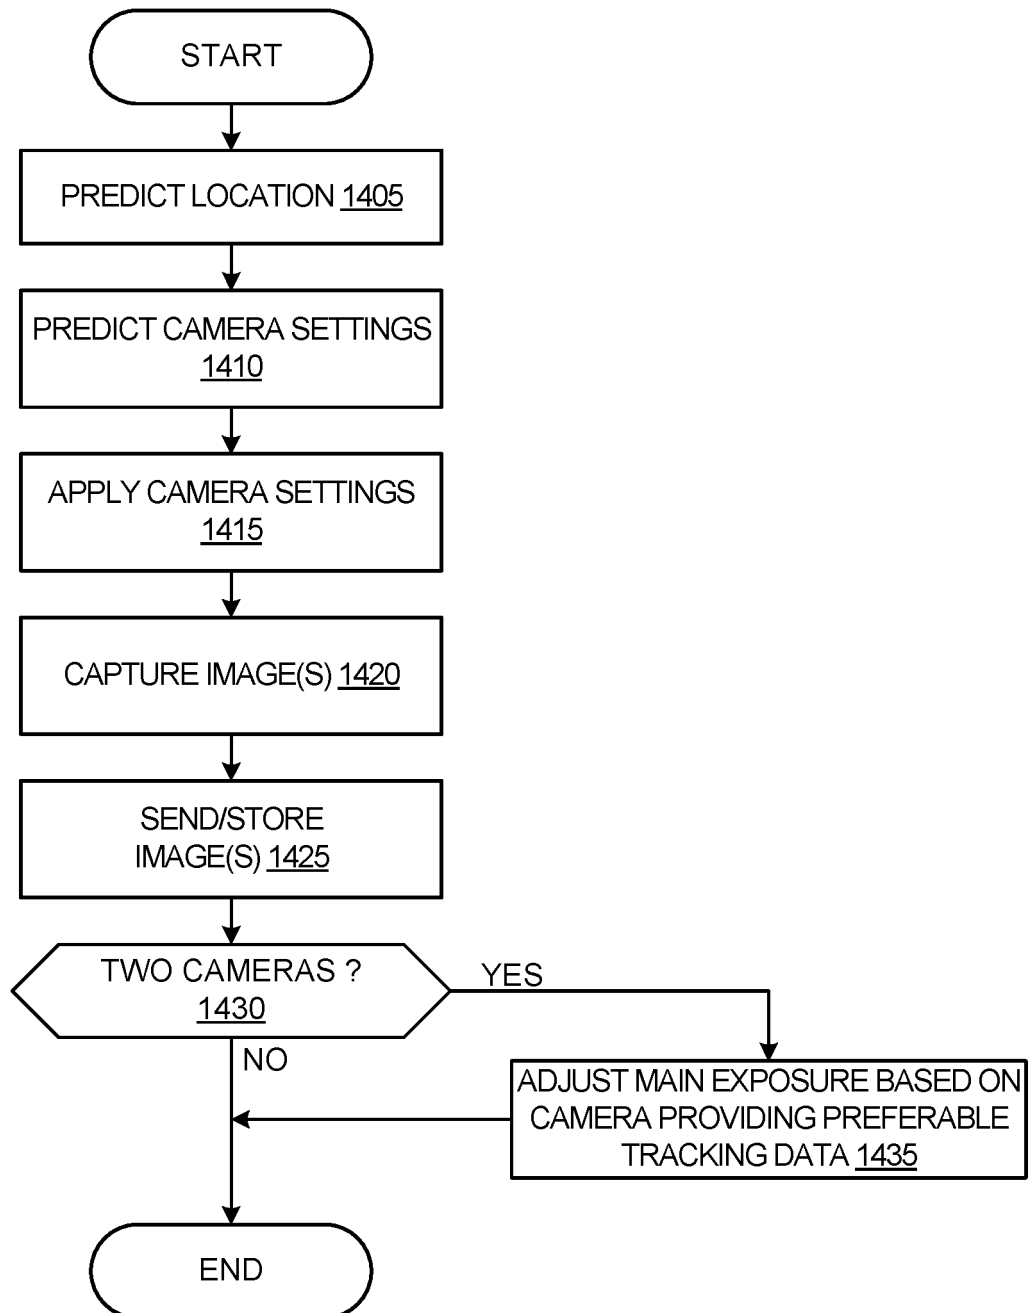 START
PREDICT LOCATION 1405
PREDICT CAMERA SETTINGS
1410
APPLY CAMERA SETTINGS
1415
CAPTURE IMAGE(S) 1420
SEND/STORE
IMAGE(S) 1425
TWO CAMERAS ?
1430
YES
NO
ADJUST MAIN EXPOSURE BASED ON
CAMERA PROVIDING PREFERABLE
TRACKING DATA 1435
END